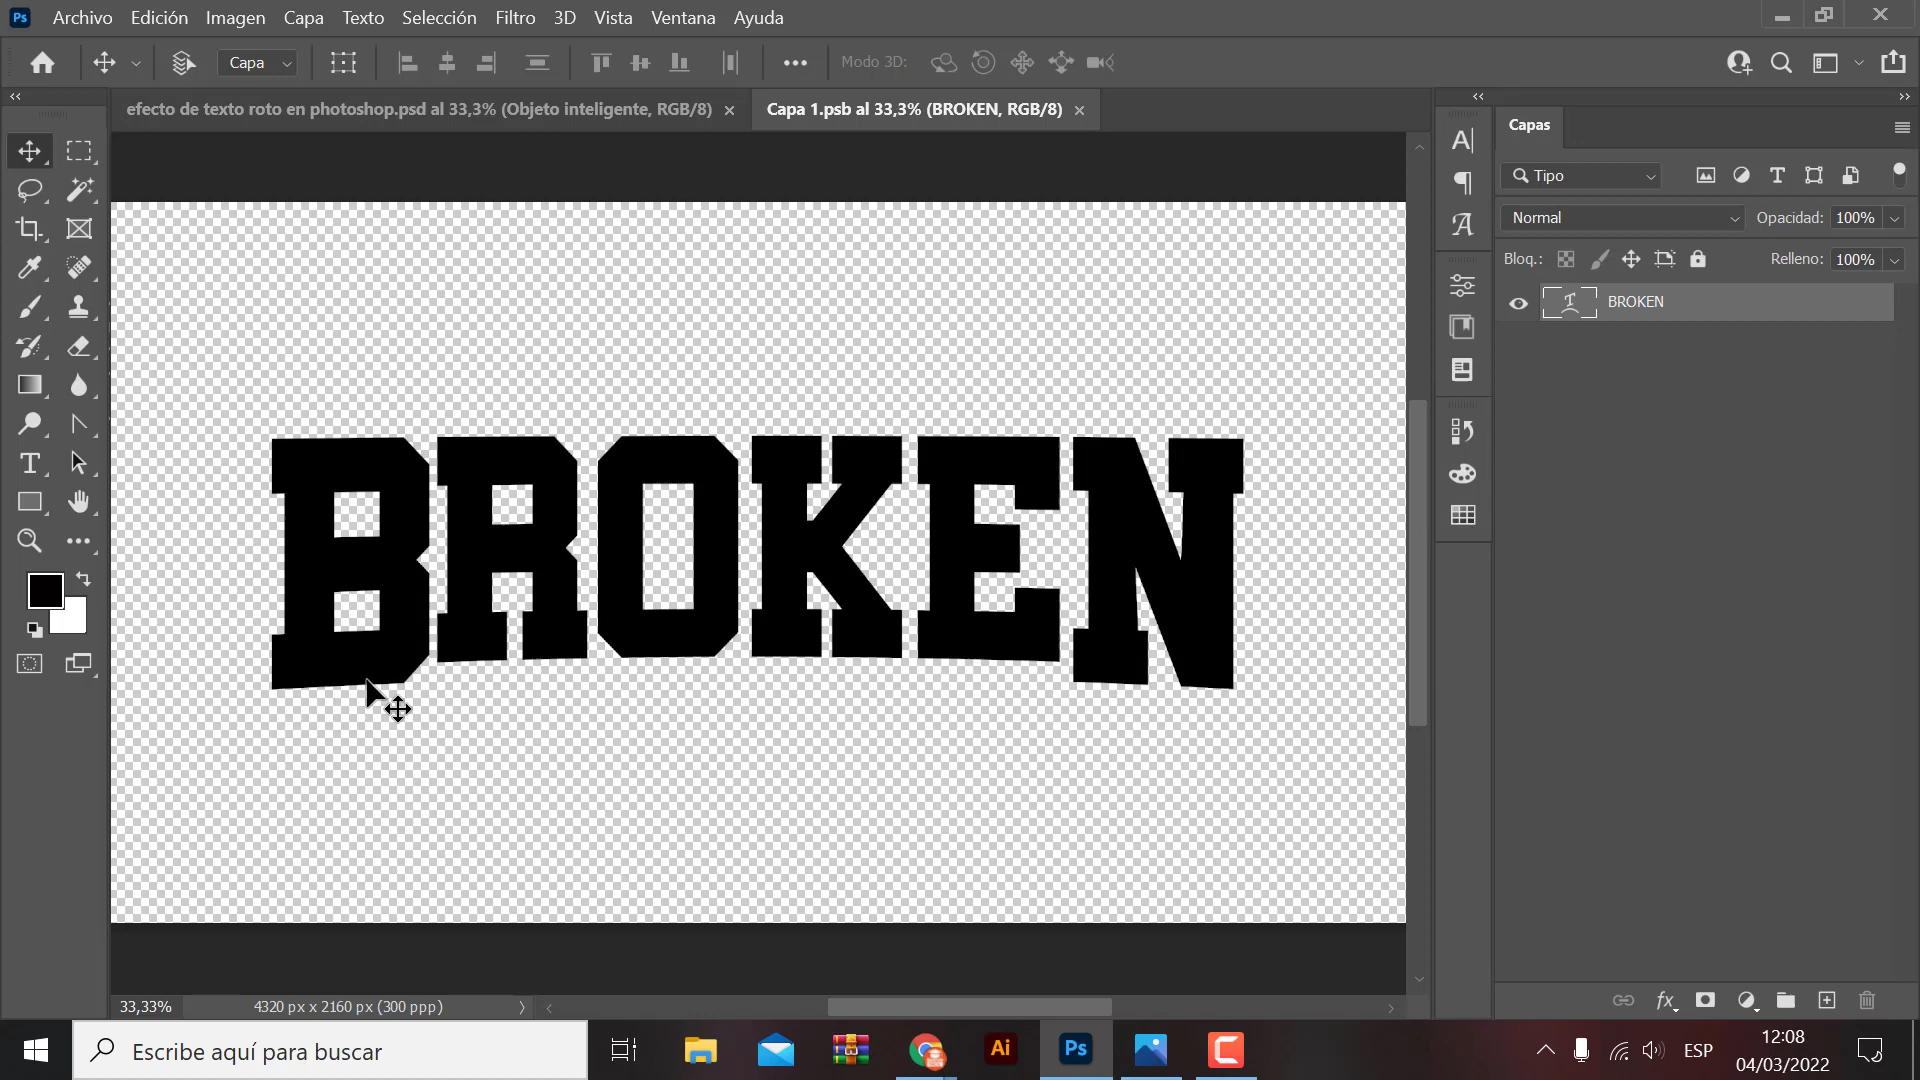 Ps Archivo Edición Imagen Capa Texto Selección Filtro 3D Vista Ventana Ayuda
Capa Modo 3D:
efecto de texto roto en photoshop.psd al 33,3% (Objeto inteligente, RGB/8) Capa 1.psb al 33,3% (BROKEN, RGB/8)
Capas
Tipo
Normal Opacidad: 100%
Bloq.: Relleno: 100%
BROKEN
BROKEN
33,33% 4320 px x 2160 px (300 ppp)
Escribe aquí para buscar Ai Ps ESP 12:08
04/03/2022